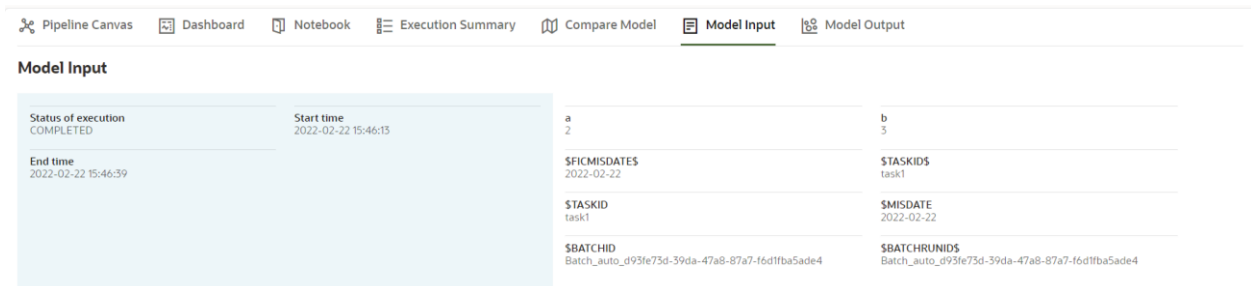 Pipeline Canvas Dashboard Notebook Execution Summary Compare Model Model Input Model Output
Model Input
Status of execution
COMPLETED
Start time
2022-02-22 15:46:13
End time
2022-02-22 15:46:39
a
2
b
3
$FICMISDATE$
2022-02-22
$TASKID$
task1
$TASKID
task1
$MISDATE
2022-02-22
$BATCHID
Batch_auto_d93fe73d-39da-47a8-87a7-f6d1fba5ade4
$BATCHRUNID$
Batch_auto_d93fe73d-39da-47a8-87a7-f6d1fba5ade4